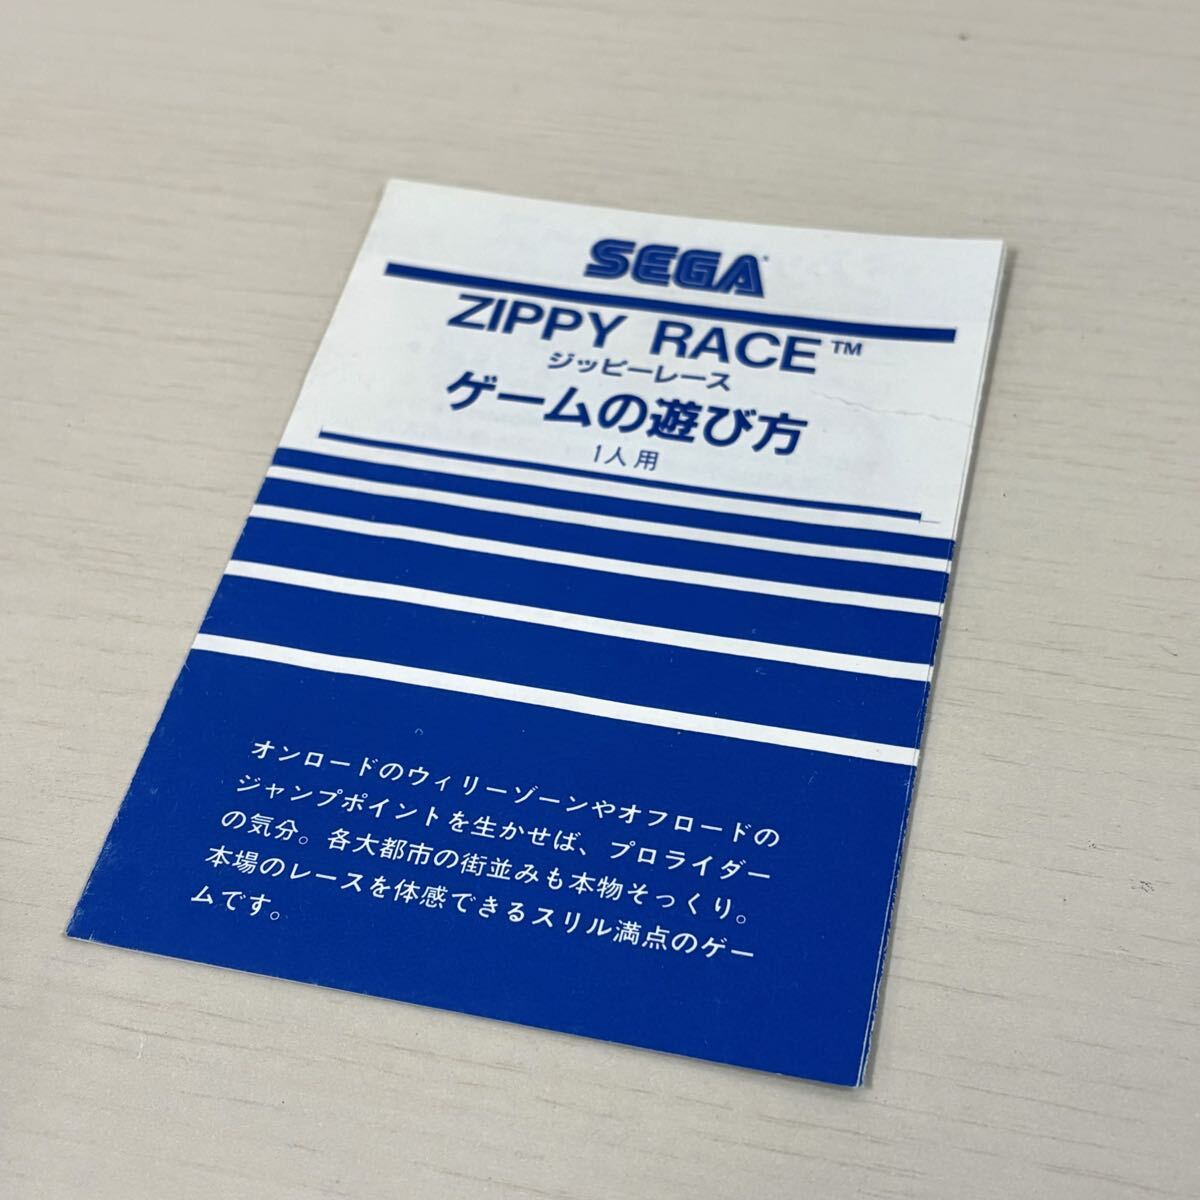 SEGA
ZIPPY RACE™
ジッピーレース
ゲームの遊び方
1人用
オンロードのウィリーゾーンやオフロードの
ジャンプポイントを生かせば、プロライダー
の気分。各大都市の街並みも本物そっくり。
本場のレースを体感できるスリル満点のゲー
ムです。